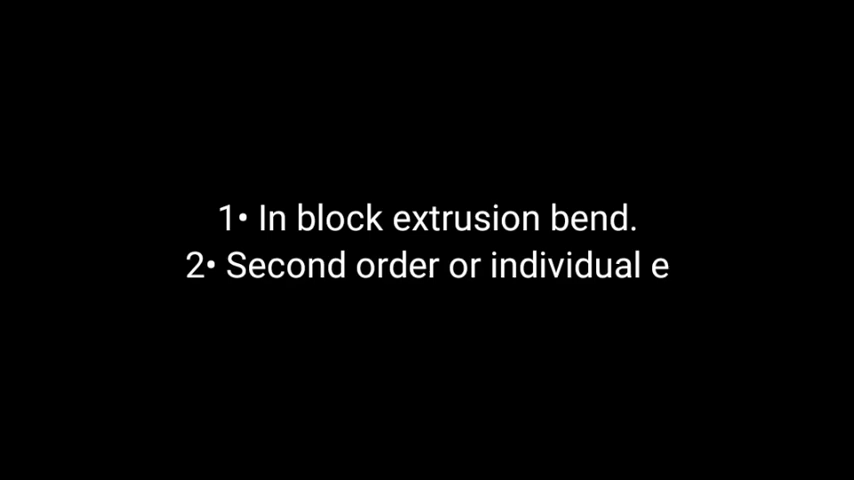 1• In block extrusion bend.
2• Second order or individual e